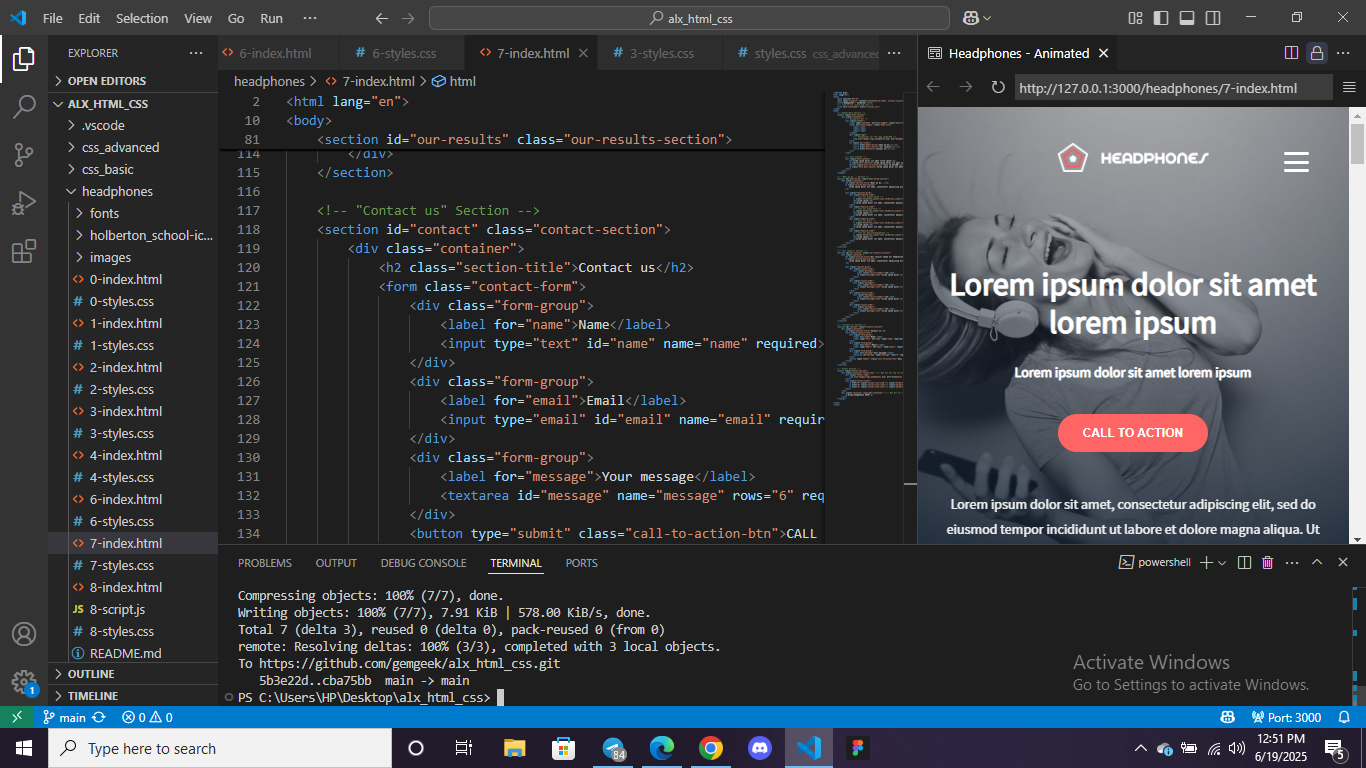 File Edit Selection View Go Run ··· alx_html_css
EXPLORER ···
OPEN EDITORS
ALX_HTML_CSS
.vscode
css_advanced
css_basic
headphones
fonts
holberton_school-ic...
images
0-index.html
0-styles.css
1-index.html
1-styles.css
2-index.html
2-styles.css
3-index.html
3-styles.css
4-index.html
4-styles.css
6-index.html
6-styles.css
7-index.html
7-styles.css
8-index.html
JS 8-script.js
8-styles.css
README.md
OUTLINE
TIMELINE
6-index.html 6-styles.css 7-index.html 3-styles.css styles.css css_advanced ···
headphones > 7-index.html > html
2 <html lang="en">
10 <body>
81 <section id="our-results" class="our-results-section">
114 </div>
115 </section>
116
117 <!-- "Contact us" Section -->
118 <section id="contact" class="contact-section">
119 <div class="container">
120 <h2 class="section-title">Contact us</h2>
121 <form class="contact-form">
122 <div class="form-group">
123 <label for="name">Name</label>
124 <input type="text" id="name" name="name" required>
125 </div>
126 <div class="form-group">
127 <label for="email">Email</label>
128 <input type="email" id="email" name="email" requir
129 </div>
130 <div class="form-group">
131 <label for="message">Your message</label>
132 <textarea id="message" name="message" rows="6" req
133 </div>
134 <button type="submit" class="call-to-action-btn">CALL
Headphones - Animated ···
http://127.0.0.1:3000/headphones/7-index.html
HEADPHONES
Lorem ipsum dolor sit amet
lorem ipsum
Lorem ipsum dolor sit amet lorem ipsum
CALL TO ACTION
Lorem ipsum dolor sit amet, consectetur adipiscing elit, sed do
eiusmod tempor incididunt ut labore et dolore magna aliqua. Ut
PROBLEMS OUTPUT DEBUG CONSOLE TERMINAL PORTS powershell ···
Compressing objects: 100% (7/7), done.
Writing objects: 100% (7/7), 7.91 KiB | 578.00 KiB/s, done.
Total 7 (delta 3), reused 0 (delta 0), pack-reused 0 (from 0)
remote: Resolving deltas: 100% (3/3), completed with 3 local objects.
To https://github.com/gemgeek/alx_html_css.git
5b3e22d..cba75bb main -> main
PS C:\Users\HP\Desktop\alx_html_css>
Activate Windows
Go to Settings to activate Windows.
1
main 0 0 Port: 3000
Type here to search
84
12:51 PM
6/19/2025
5